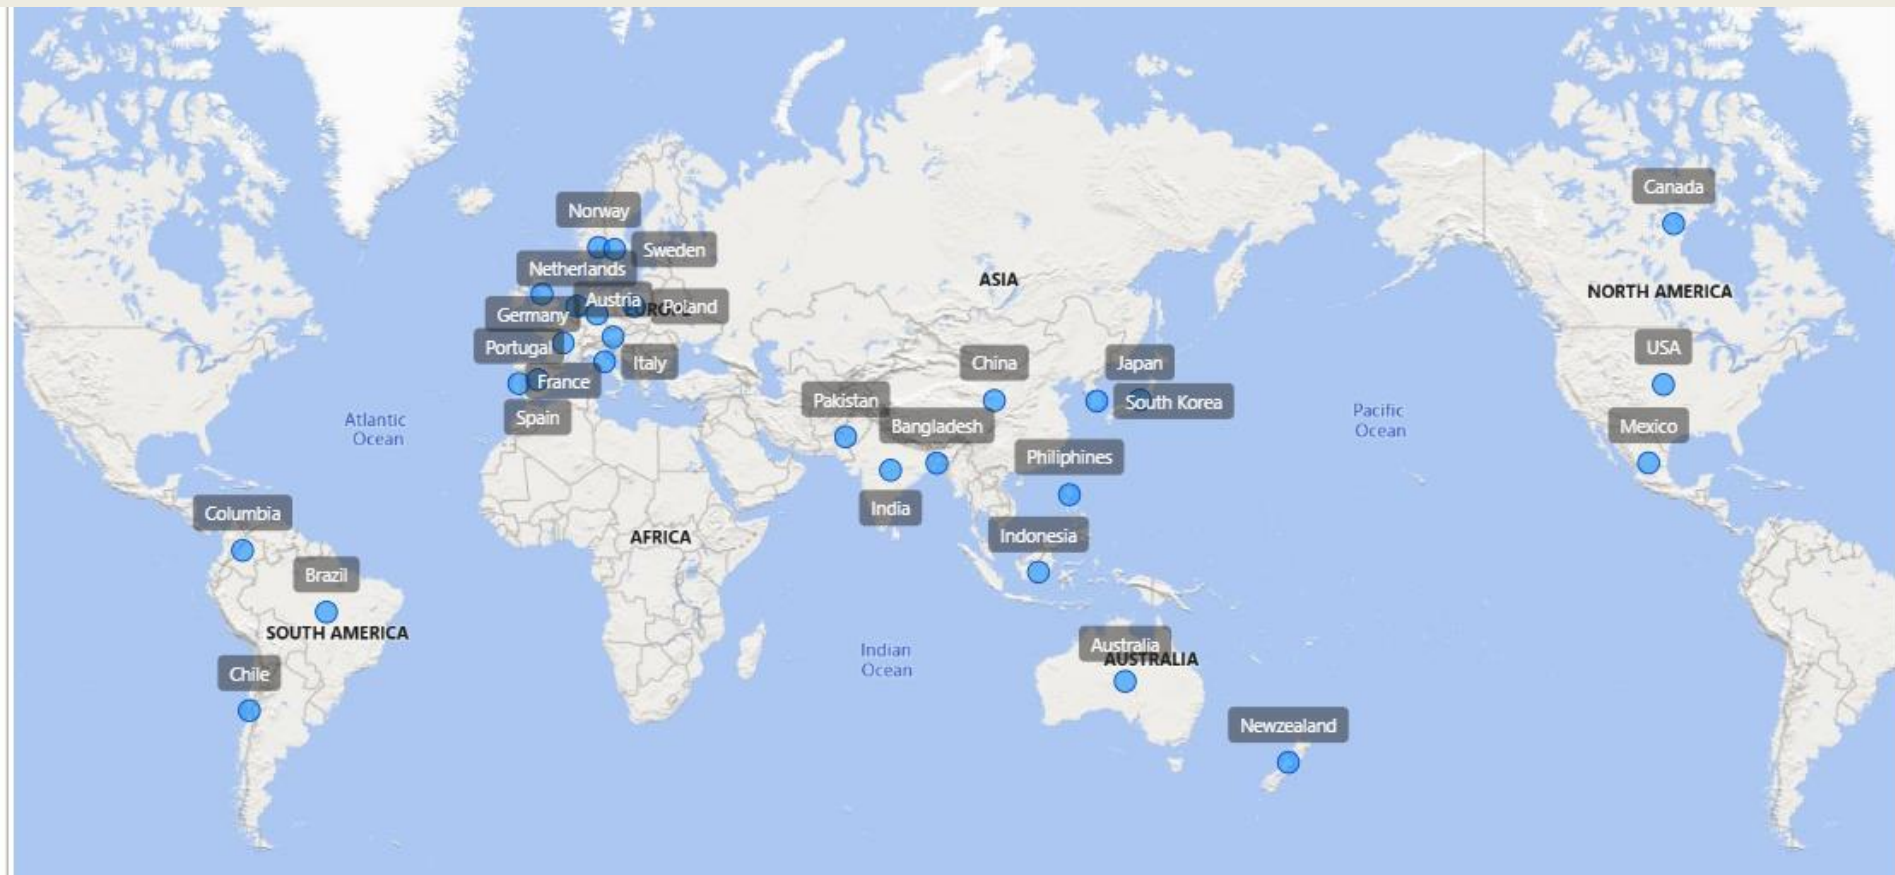 Canada
Norway
Sweden
Netherlands
ASIA
NORTH AMERICA
Austria
Poland
EUROPE
Germany
Portugal
Italy
China
Japan
USA
France
Pakistan
South Korea
Spain
Atlantic
Ocean
Bangladesh
Pacific
Ocean
Mexico
Philiphines
India
Columbia
Indonesia
AFRICA
Brazil
SOUTH AMERICA
Indian
Ocean
Australia
AUSTRALIA
Chile
Newzealand